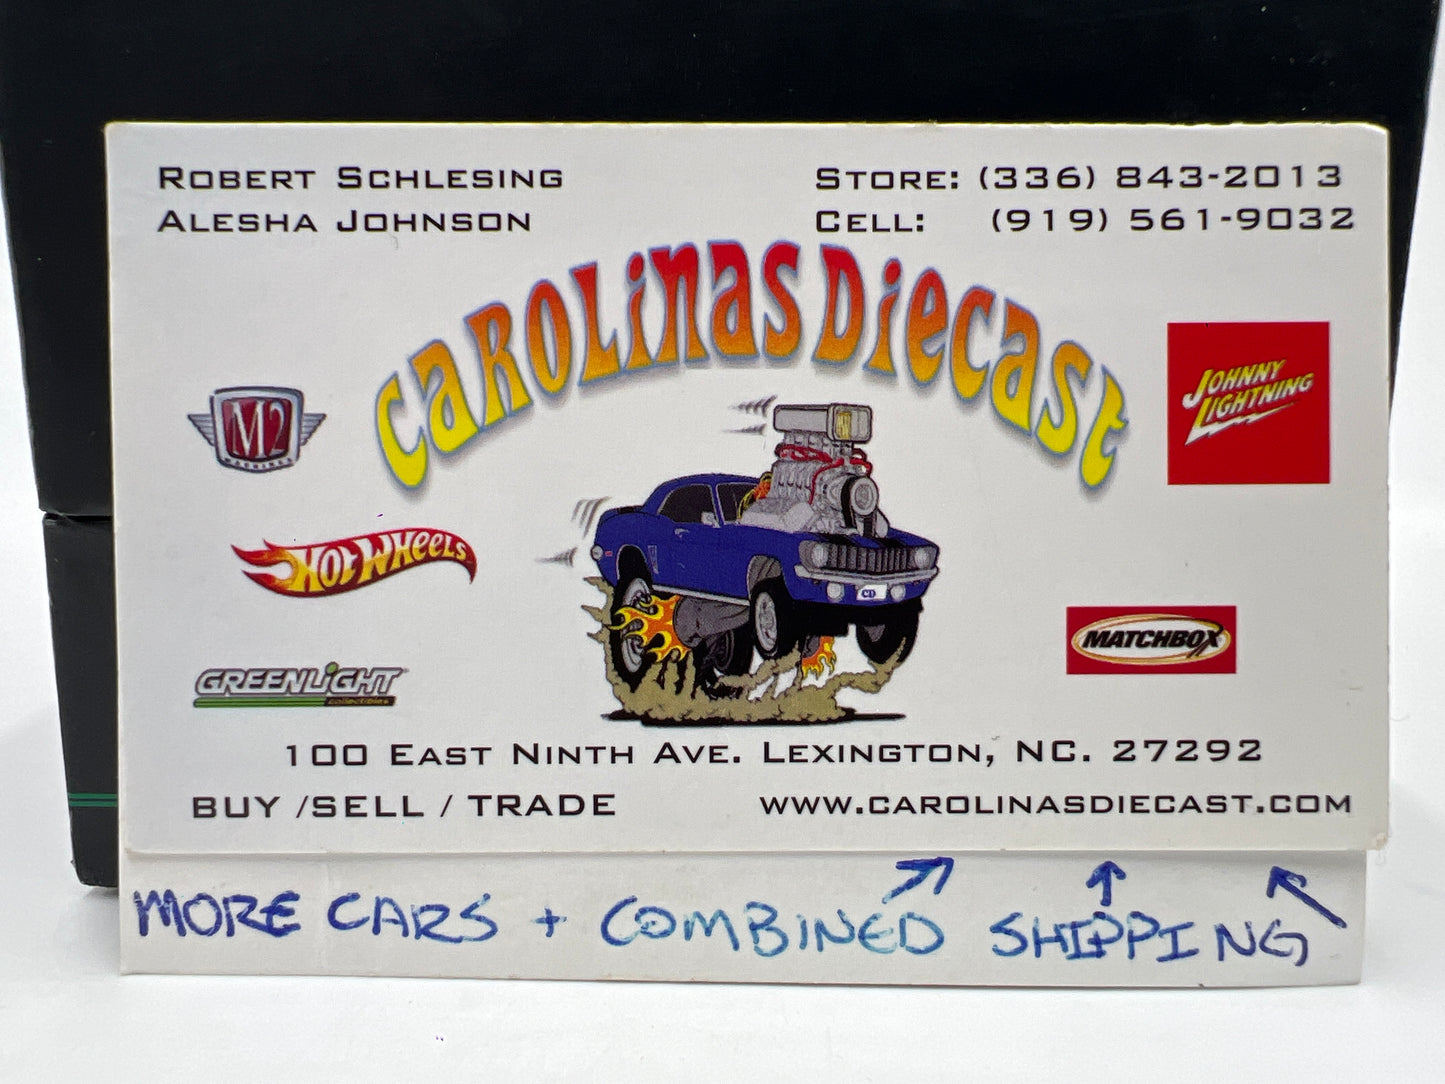 ROBERT SCHLESING
ALESHA JOHNSON
STORE: (336) 843-2013
CELL: (919) 561-9032
CAROLINAS DIECAST
M2
MACHINES
JOHNNY
LIGHTNING
HOT WHEELS
CD
MATCHBOX
GREENLIGHT
collectibles
100 EAST NINTH AVE. LEXINGTON, NC. 27292
BUY /SELL / TRADE
WWW.CAROLINASDIECAST.COM
MORE CARS + COMBINED SHIPPING